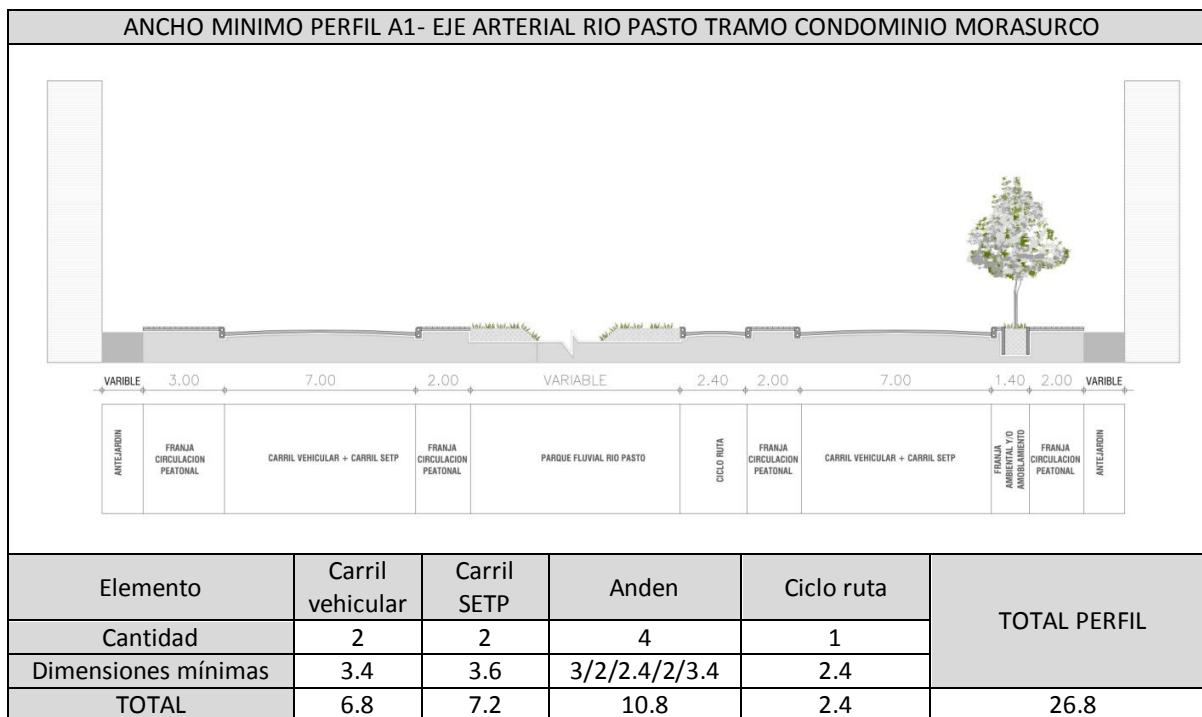 ANCHO MINIMO PERFIL A1- EJE ARTERIAL RIO PASTO TRAMO CONDOMINIO MORASURCO
VARIBLE 3.00 7.00 2.00 VARIABLE 2.40 2.00 7.00 1.40 2.00 VARIBLE
ANTEJARDIN
FRANJA
CIRCULACION
PEATONAL
CARRIL VEHICULAR + CARRIL SETP
FRANJA
CIRCULACION
PEATONAL
PARQUE FLUVIAL RIO PASTO
CICLO RUTA
FRANJA
CIRCULACION
PEATONAL
CARRIL VEHICULAR + CARRIL SETP
FRANJA
AMBIENTAL Y/O
AMOBLAMIENTO
FRANJA
CIRCULACION
PEATONAL
ANTEJARDIN
Elemento Carril vehicular Carril SETP Anden Ciclo ruta TOTAL PERFIL
Cantidad 2 2 4 1
Dimensiones mínimas 3.4 3.6 3/2/2.4/2/3.4 2.4
TOTAL 6.8 7.2 10.8 2.4 26.8